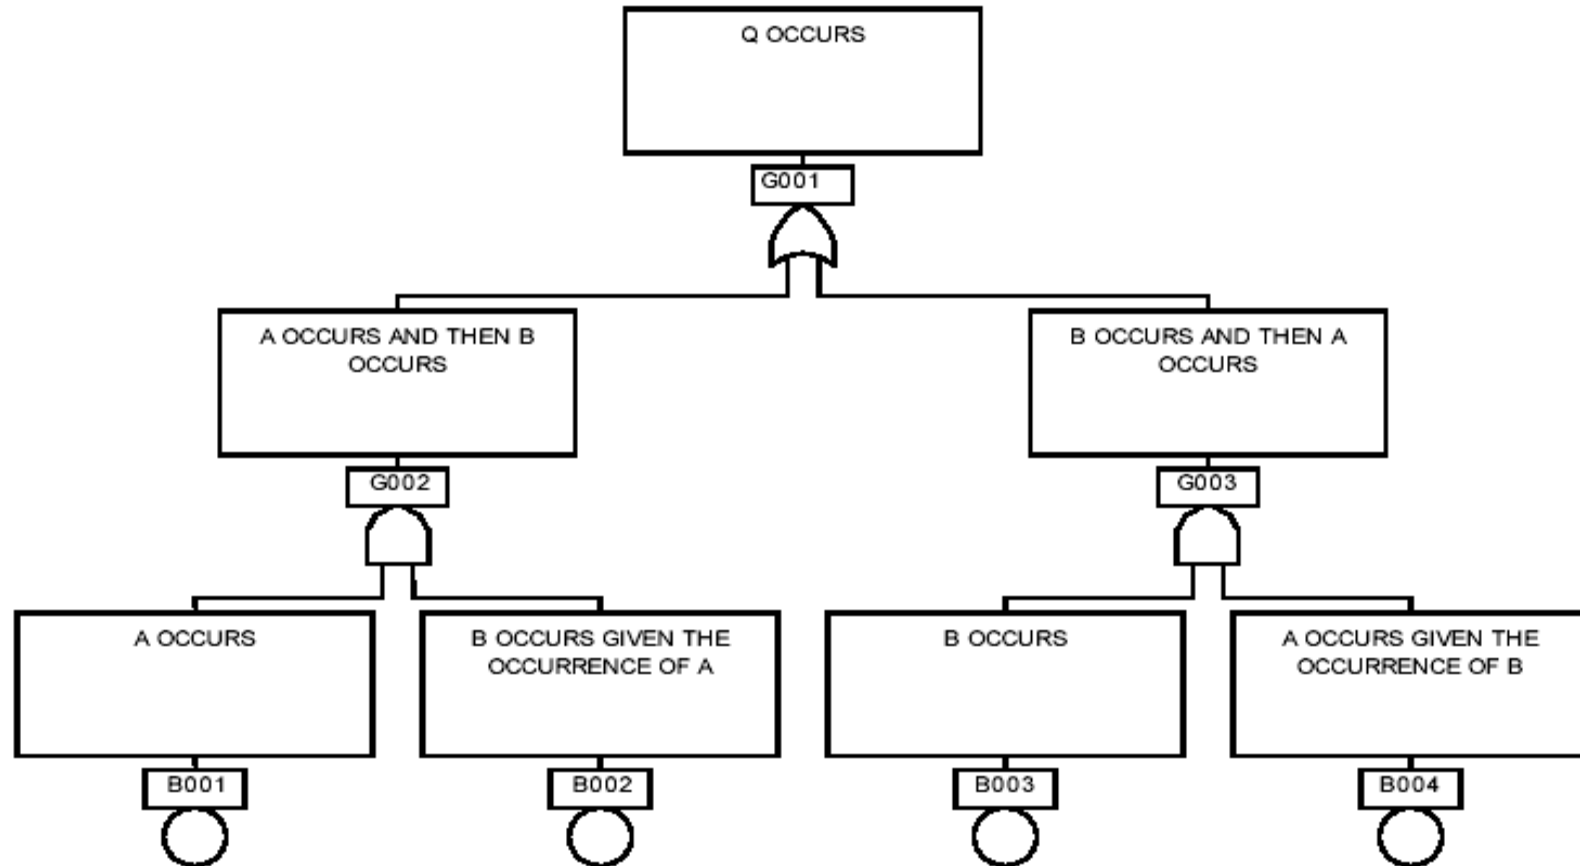 Q OCCURS
G001
A OCCURS AND THEN B
OCCURS
B OCCURS AND THEN A
OCCURS
G002
G003
A OCCURS
B OCCURS GIVEN THE
OCCURRENCE OF A
B OCCURS
A OCCURS GIVEN THE
OCCURRENCE OF B
B001
B002
B003
B004